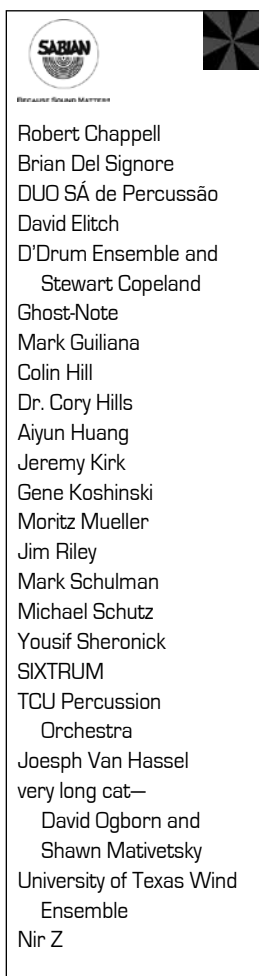 SABIAN
BECAUSE SOUND MATTERS
Robert Chappell
Brian Del Signore
DUO SÁ de Percussão
David Elitch
D'Drum Ensemble and
Stewart Copeland
Ghost-Note
Mark Guiliana
Colin Hill
Dr. Cory Hills
Aiyun Huang
Jeremy Kirk
Gene Koshinski
Moritz Mueller
Jim Riley
Mark Schulman
Michael Schutz
Yousif Sheronick
SIXTRUM
TCU Percussion
Orchestra
Joesph Van Hassel
very long cat—
David Ogborn and
Shawn Mativetsky
University of Texas Wind
Ensemble
Nir Z